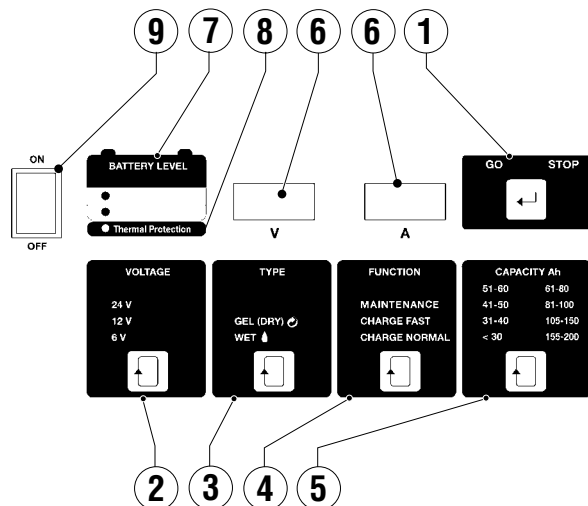 9 7 8 6 6 1
ON
OFF
BATTERY LEVEL
Thermal Protection
V
A
GO STOP
VOLTAGE
24 V
12 V
6 V
TYPE
GEL (DRY)
WET
FUNCTION
MAINTENANCE
CHARGE FAST
CHARGE NORMAL
CAPACITY Ah
51-60 61-80
41-50 81-100
31-40 105-150
< 30 155-200
2 3 4 5